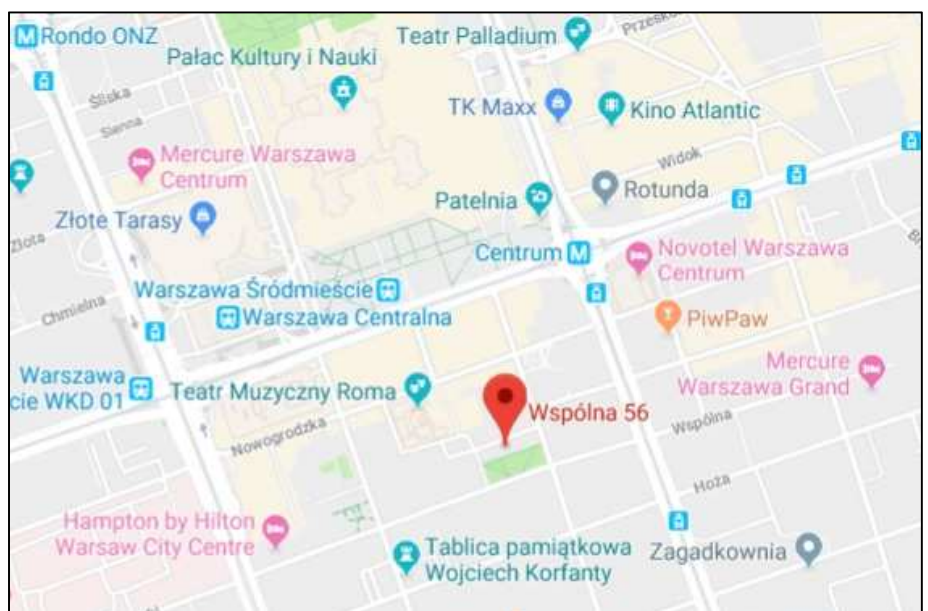 Rondo ONZ
Teatr Palladium
Pałac Kultury i Nauki
Śliska
TK Maxx
Kino Atlantic
Sienna
Mercure Warszawa
Centrum
Widok
Rotunda
Patelnia
Złote Tarasy
Złota
Centrum
Novotel Warszawa
Centrum
Warszawa Śródmieście
Chmielna
Warszawa Centralna
PiwPaw
Mercure
Warszawa Grand
Warszawa
cie WKD 01
Teatr Muzyczny Roma
Wspólna 56
Wspólna
Nowogrodzka
Hoża
Hampton by Hilton
Warsaw City Centre
Tablica pamiątkowa
Wojciech Korfanty
Zagadkownia